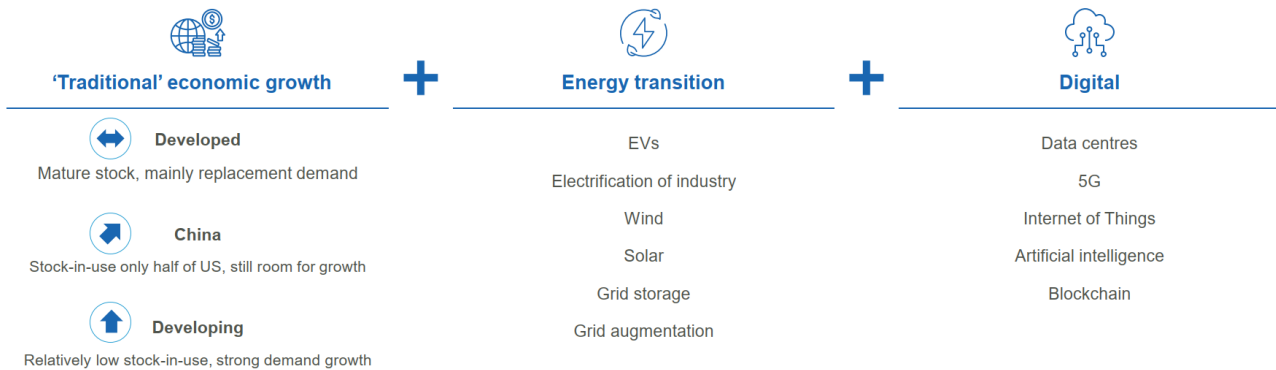 ‘Traditional’ economic growth
Developed
Mature stock, mainly replacement demand
China
Stock-in-use only half of US, still room for growth
Developing
Relatively low stock-in-use, strong demand growth
Energy transition
EVs
Electrification of industry
Wind
Solar
Grid storage
Grid augmentation
Digital
Data centres
5G
Internet of Things
Artificial intelligence
Blockchain